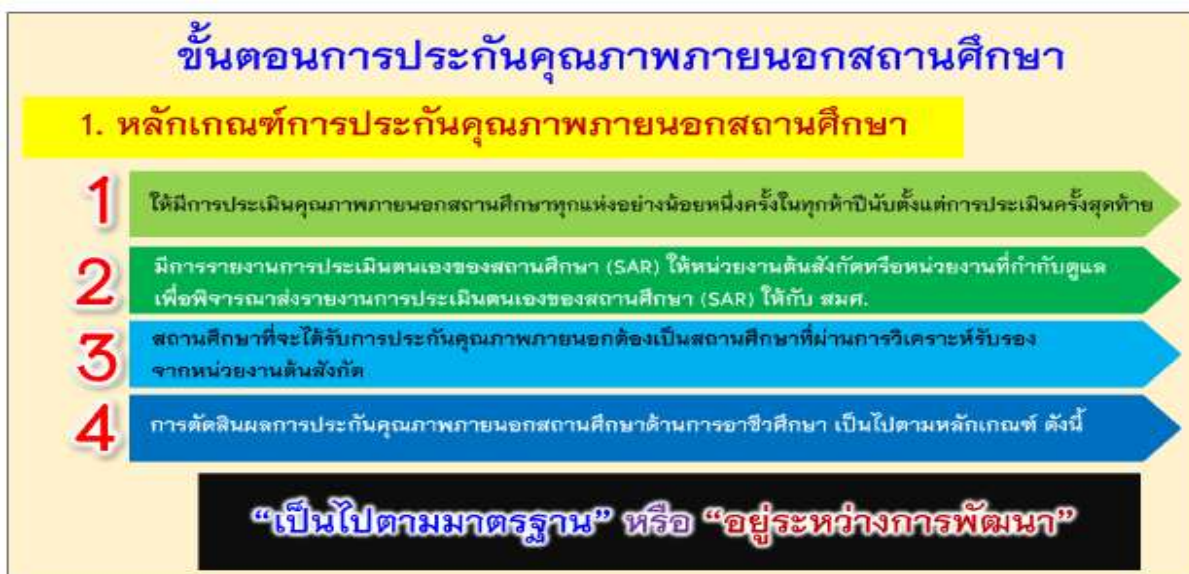 ขั้นตอนการประกันคุณภาพภายนอกสถานศึกษา
1. หลักเกณฑ์การประกันคุณภาพภายนอกสถานศึกษา
1 ให้มีการประเมินคุณภาพภายนอกสถานศึกษาทุกแห่งอย่างน้อยหนึ่งครั้งในทุกห้าปีนับตั้งแต่การประเมินครั้งสุดท้าย
2 มีการรายงานการประเมินตนเองของสถานศึกษา (SAR) ให้หน่วยงานต้นสังกัดหรือหน่วยงานที่กำกับดูแล
เพื่อพิจารณาส่งรายงานการประเมินตนเองของสถานศึกษา (SAR) ให้กับ สมศ.
3 สถานศึกษาที่จะได้รับการประกันคุณภาพภายนอกต้องเป็นสถานศึกษาที่ผ่านการวิเคราะห์รับรอง
จากหน่วยงานต้นสังกัด
4 การตัดสินผลการประกันคุณภาพภายนอกสถานศึกษาด้านการอาชีวศึกษา เป็นไปตามหลักเกณฑ์ ดังนี้
“เป็นไปตามมาตรฐาน” หรือ “อยู่ระหว่างการพัฒนา”